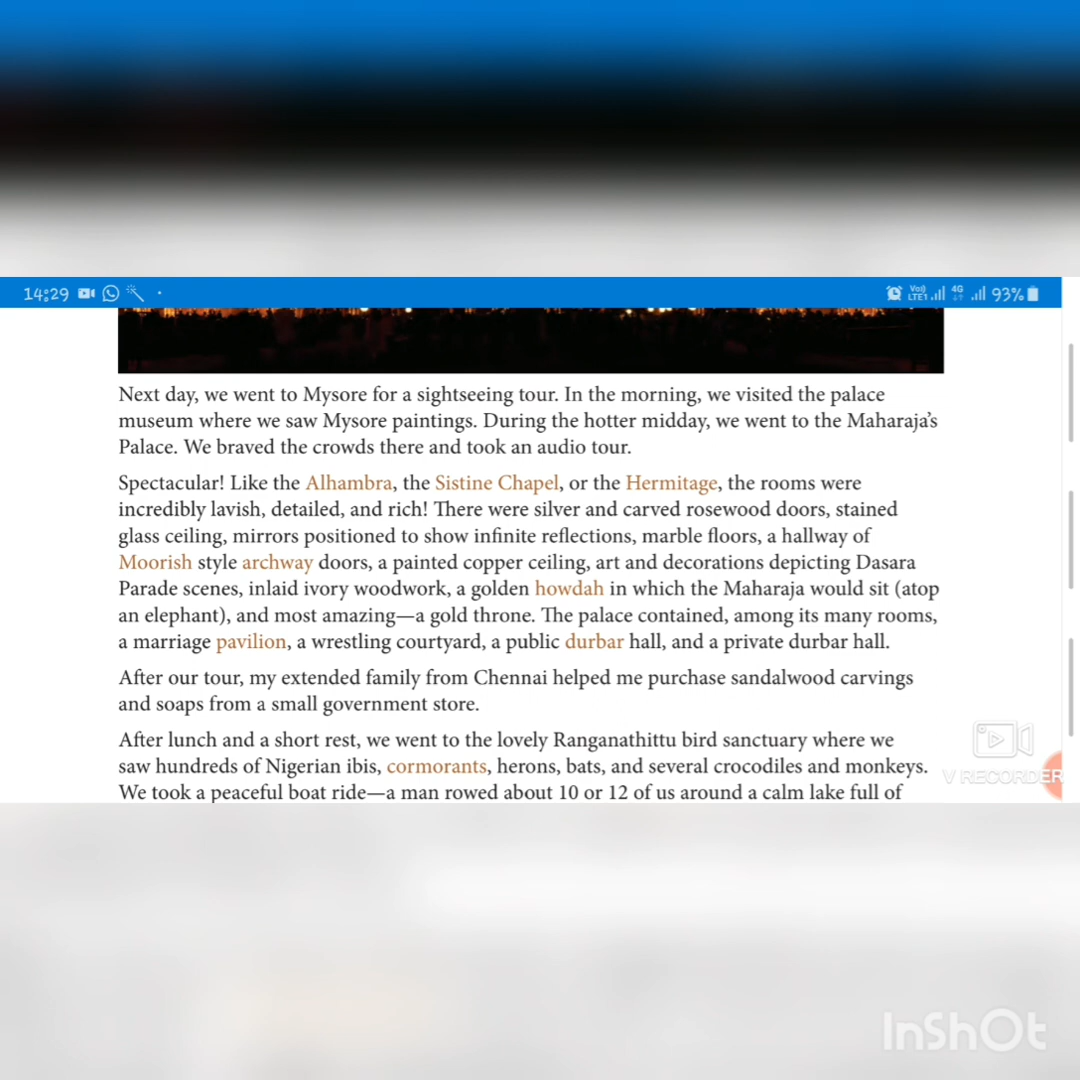 14:29
Vo)) LTE1 4G 93%
Next day, we went to Mysore for a sightseeing tour. In the morning, we visited the palace
museum where we saw Mysore paintings. During the hotter midday, we went to the Maharaja's
Palace. We braved the crowds there and took an audio tour.
Spectacular! Like the Alhambra, the Sistine Chapel, or the Hermitage, the rooms were
incredibly lavish, detailed, and rich! There were silver and carved rosewood doors, stained
glass ceiling, mirrors positioned to show infinite reflections, marble floors, a hallway of
Moorish style archway doors, a painted copper ceiling, art and decorations depicting Dasara
Parade scenes, inlaid ivory woodwork, a golden howdah in which the Maharaja would sit (atop
an elephant), and most amazing—a gold throne. The palace contained, among its many rooms,
a marriage pavilion, a wrestling courtyard, a public durbar hall, and a private durbar hall.
After our tour, my extended family from Chennai helped me purchase sandalwood carvings
and soaps from a small government store.
After lunch and a short rest, we went to the lovely Ranganathittu bird sanctuary where we
saw hundreds of Nigerian ibis, cormorants, herons, bats, and several crocodiles and monkeys.
We took a peaceful boat ride—a man rowed about 10 or 12 of us around a calm lake full of
V RECORDER
InShOt